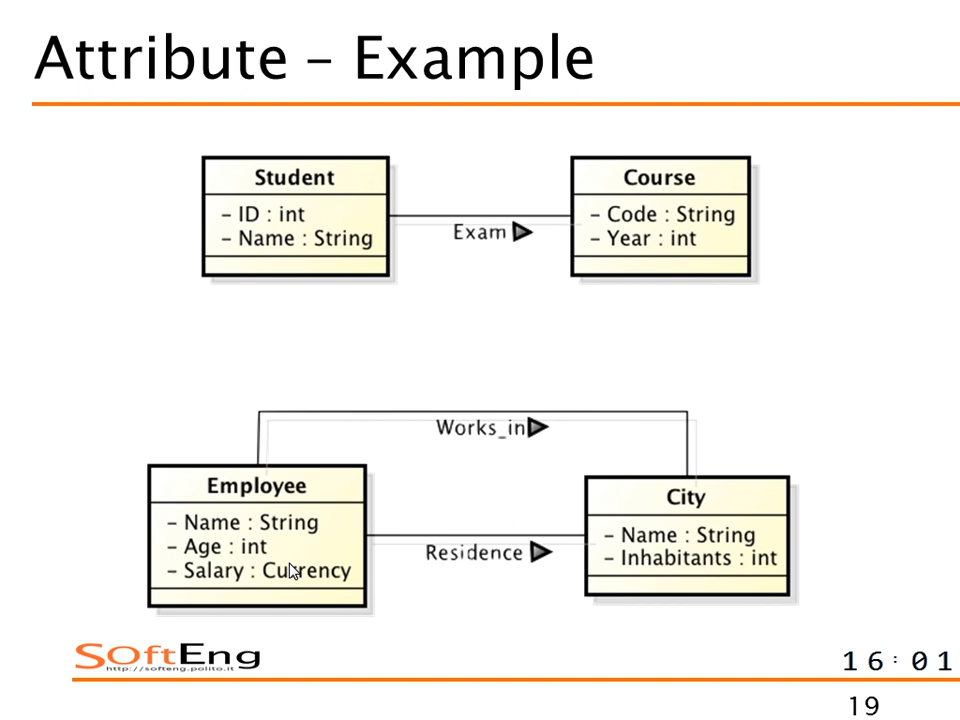 Attribute – Example
Student
– ID : int
– Name : String
Exam
Course
– Code : String
– Year : int
Works_in
Employee
– Name : String
– Age : int
– Salary : Currency
Residence
City
– Name : String
– Inhabitants : int
SOftEng
http://softeng.polito.it
16:01
19